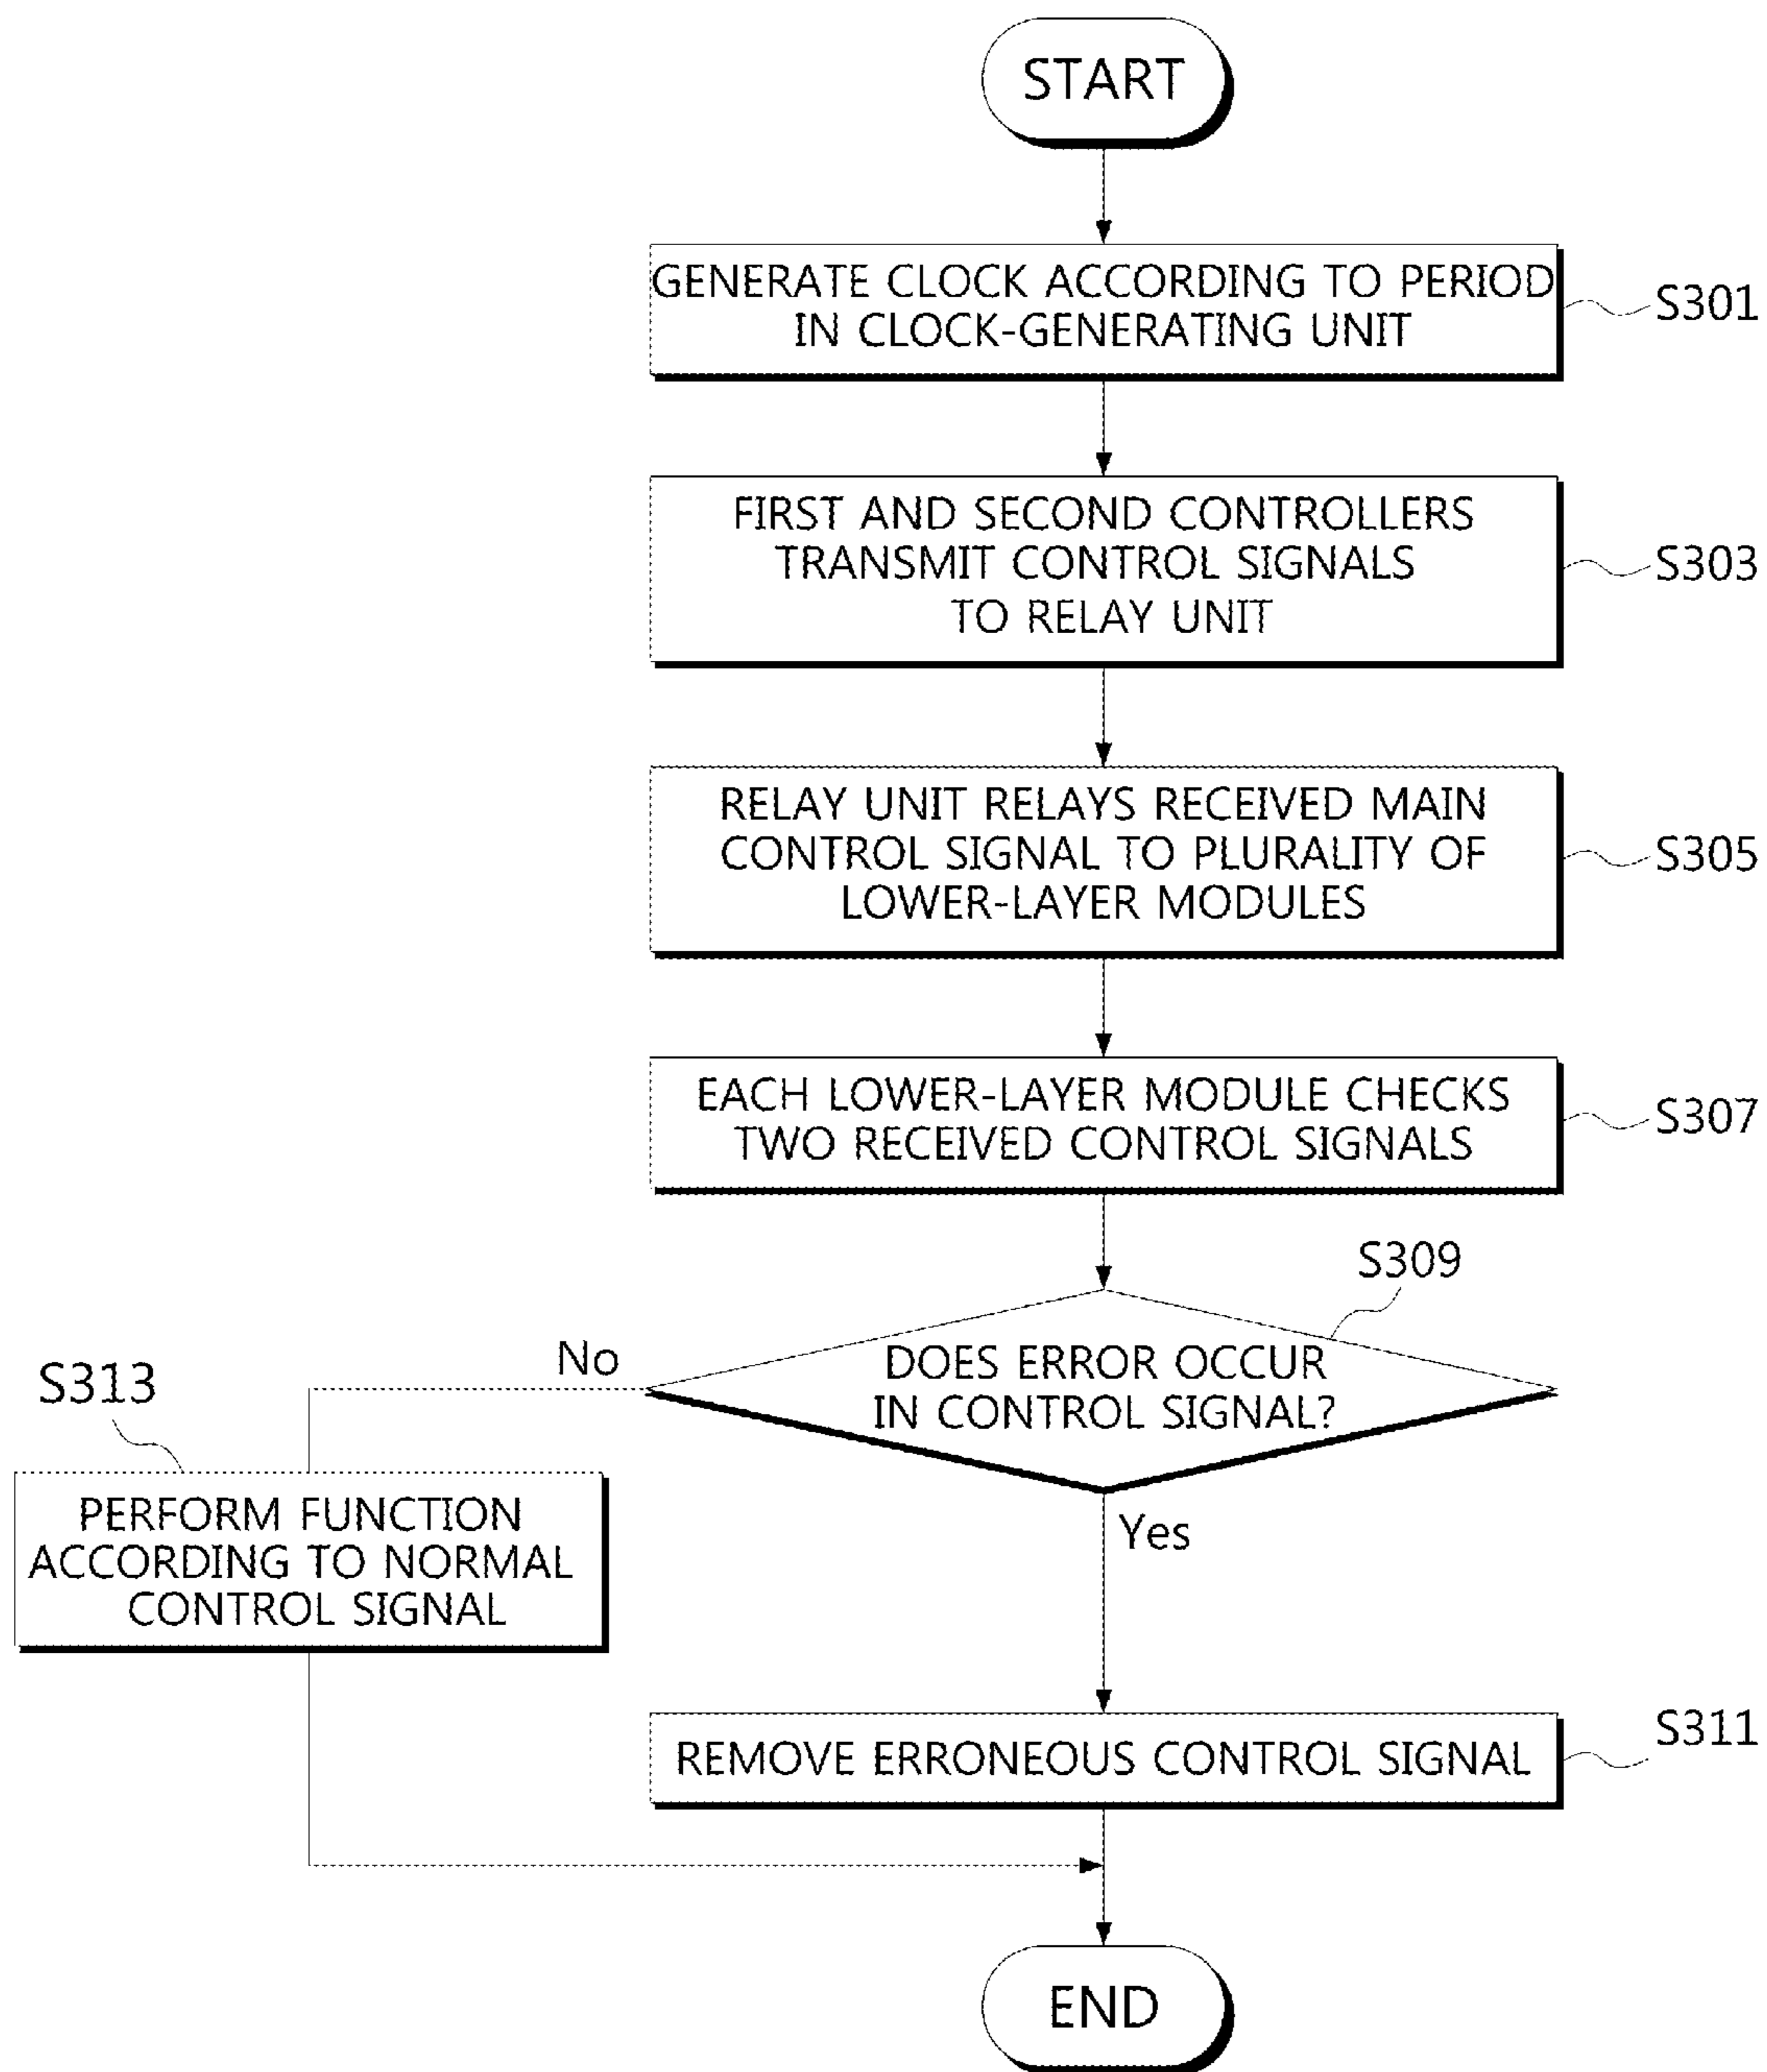 START
GENERATE CLOCK ACCORDING TO PERIOD
IN CLOCK-GENERATING UNIT
S301
FIRST AND SECOND CONTROLLERS
TRANSMIT CONTROL SIGNALS
TO RELAY UNIT
S303
RELAY UNIT RELAYS RECEIVED MAIN
CONTROL SIGNAL TO PLURALITY OF
LOWER-LAYER MODULES
S305
EACH LOWER-LAYER MODULE CHECKS
TWO RECEIVED CONTROL SIGNALS
S307
S309
DOES ERROR OCCUR
IN CONTROL SIGNAL?
No
S313
PERFORM FUNCTION
ACCORDING TO NORMAL
CONTROL SIGNAL
Yes
S311
REMOVE ERRONEOUS CONTROL SIGNAL
END